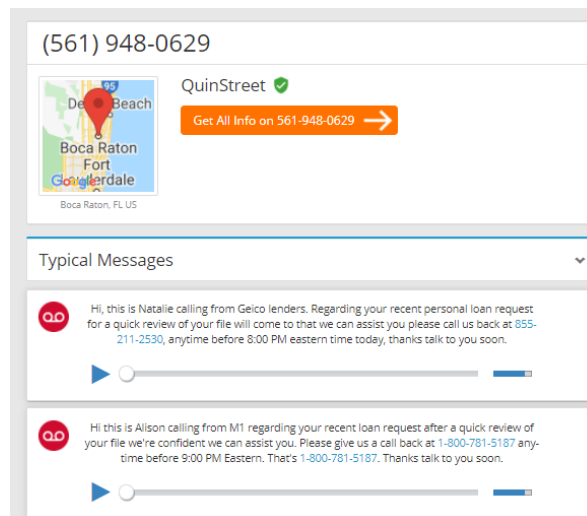 (561) 948-0629
QuinStreet
Get All Info on 561-948-0629
95
Beach
Boca Raton
Fort
Google
Boca Raton, FL US
Typical Messages
Hi, this is Natalie calling from Geico lenders. Regarding your recent personal loan request
for a quick review of your file will come to that we can assist you please call us back at 855-
211-2530, anytime before 8:00 PM eastern time today, thanks talk to you soon.
Hi this is Alison calling from M1 regarding your recent loan request after a quick review of
your file we're confident we can assist you. Please give us a call back at 1-800-781-5187 any-
time before 9:00 PM Eastern. That's 1-800-781-5187. Thanks talk to you soon.